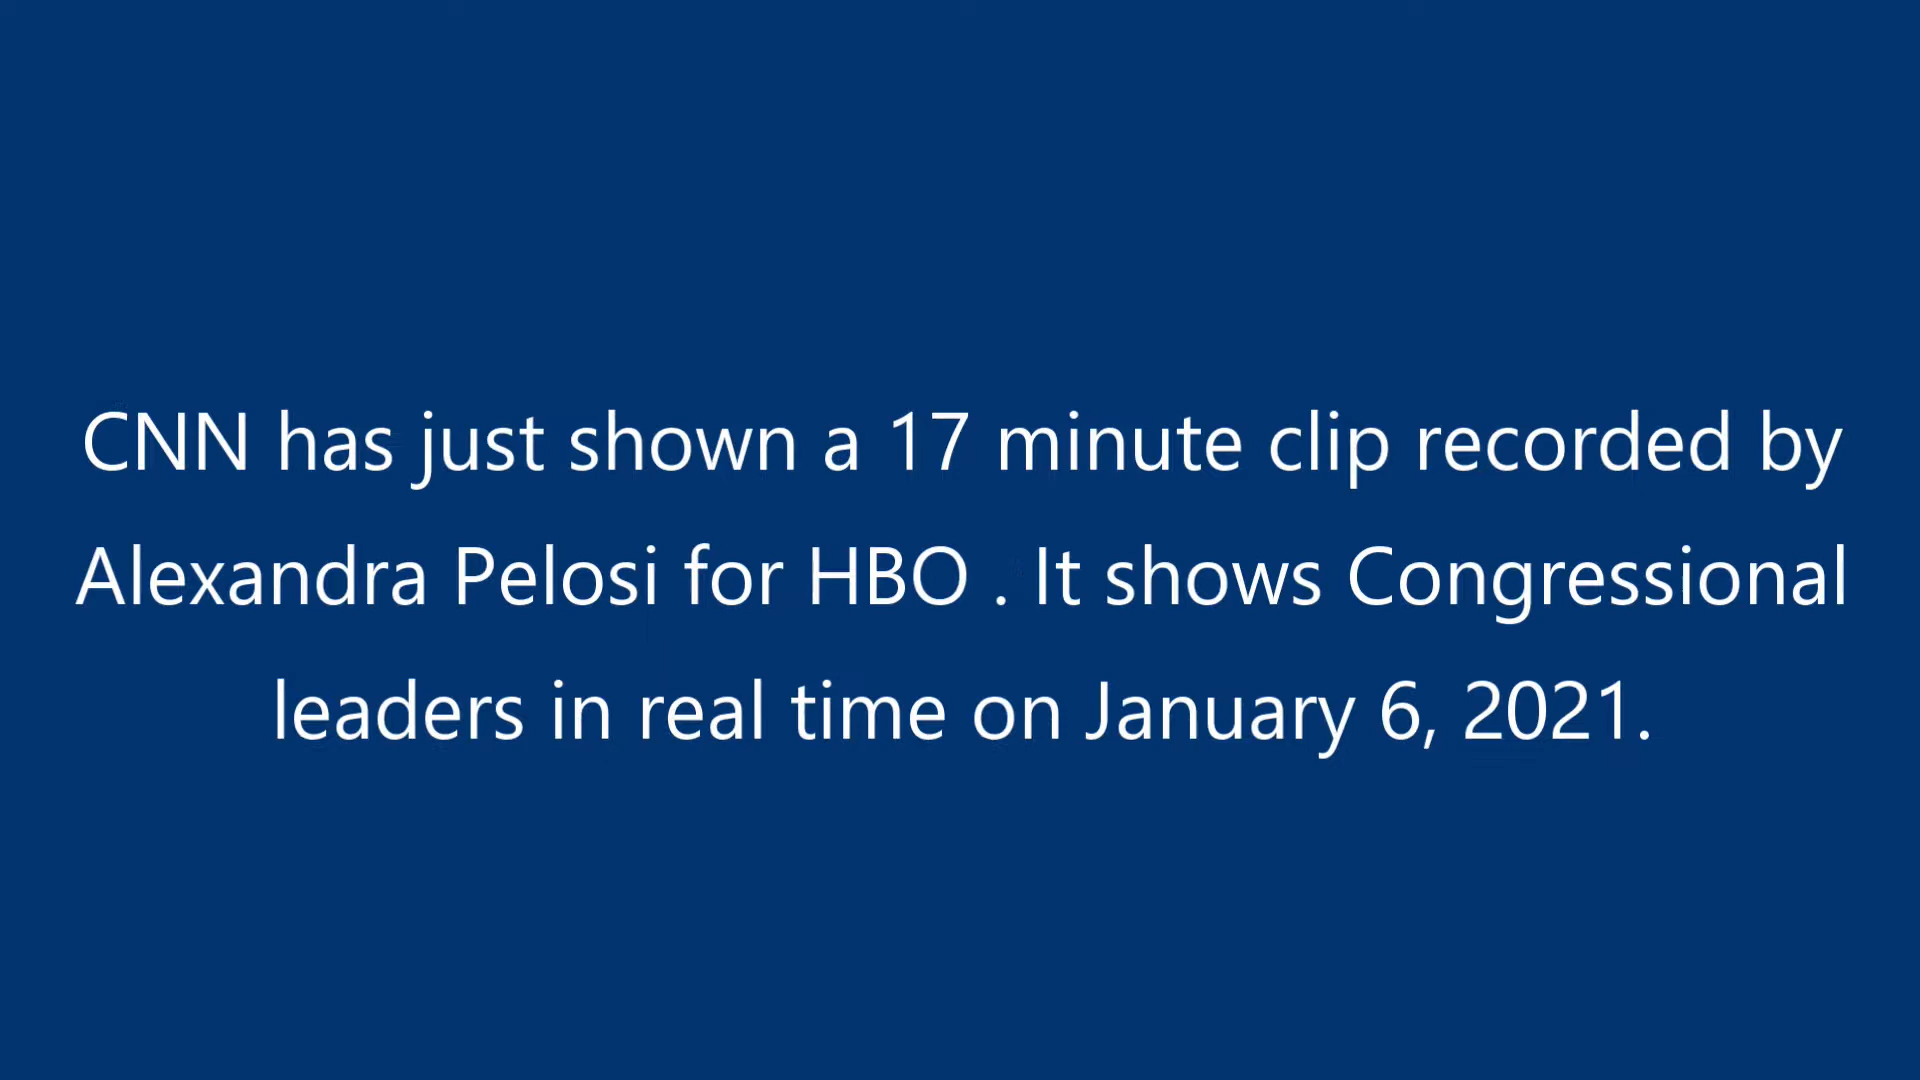 CNN has just shown a 17 minute clip recorded by
Alexandra Pelosi for HBO . It shows Congressional
leaders in real time on January 6, 2021.